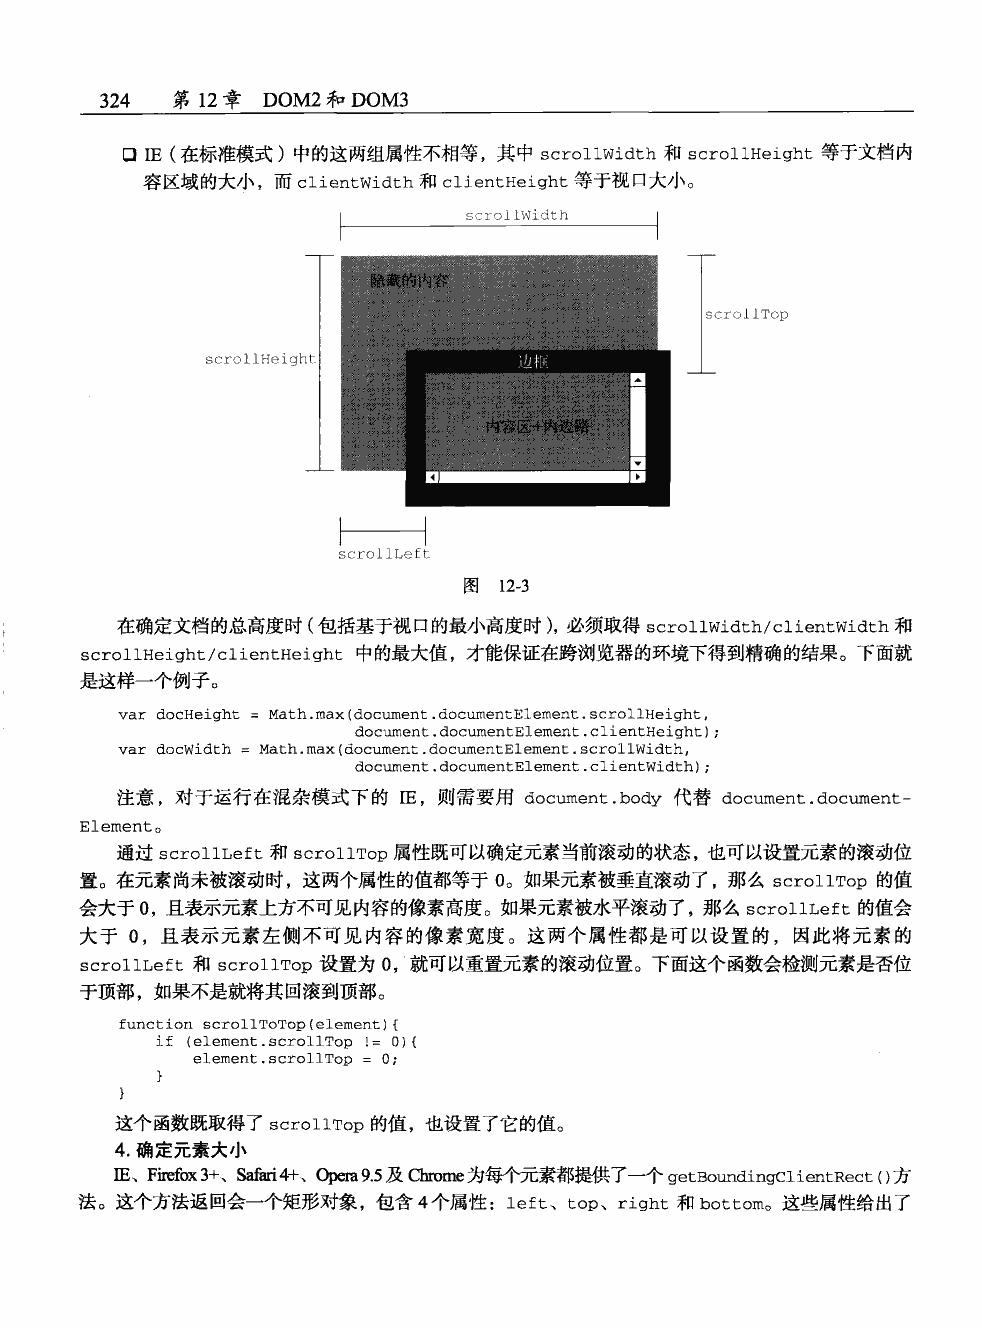 324 第 12 章 DOM2 和 DOM3
❑ IE（在标准模式）中的这两组属性不相等，其中 scrollWidth 和 scrollHeight 等于文档内
容区域的大小，而 clientWidth 和 clientHeight 等于视口大小。
scrollWidth
隐藏的内容
scrollTop
scrollHeight
边框
内容区+内边距
scrollLeft
图 12-3
在确定文档的总高度时（包括基于视口的最小高度时），必须取得 scrollWidth/clientWidth 和
scrollHeight/clientHeight 中的最大值，才能保证在跨浏览器的环境下得到精确的结果。下面就
是这样一个例子。
var docHeight = Math.max(document.documentElement.scrollHeight,
document.documentElement.clientHeight);
var docWidth = Math.max(document.documentElement.scrollWidth,
document.documentElement.clientWidth);
注意，对于运行在混杂模式下的 IE，则需要用 document.body 代替 document.document-
Element。
通过 scrollLeft 和 scrollTop 属性既可以确定元素当前滚动的状态，也可以设置元素的滚动位
置。在元素尚未被滚动时，这两个属性的值都等于 0。如果元素被垂直滚动了，那么 scrollTop 的值
会大于 0，且表示元素上方不可见内容的像素高度。如果元素被水平滚动了，那么 scrollLeft 的值会
大于 0，且表示元素左侧不可见内容的像素宽度。这两个属性都是可以设置的，因此将元素的
scrollLeft 和 scrollTop 设置为 0，就可以重置元素的滚动位置。下面这个函数会检测元素是否位
于顶部，如果不是就将其回滚到顶部。
function scrollToTop(element){
if (element.scrollTop != 0){
element.scrollTop = 0;
}
}
这个函数既取得了 scrollTop 的值，也设置了它的值。
4. 确定元素大小
IE、Firefox 3+、Safari 4+、Opera 9.5 及 Chrome 为每个元素都提供了一个 getBoundingClientRect()方
法。这个方法返回会一个矩形对象，包含 4 个属性：left、top、right 和 bottom。这些属性给出了